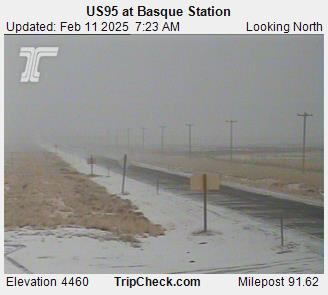 US95 at Basque Station
Updated: Feb 11 2025 7:23 AM Looking North
Elevation 4460 TripCheck.com Milepost 91.62